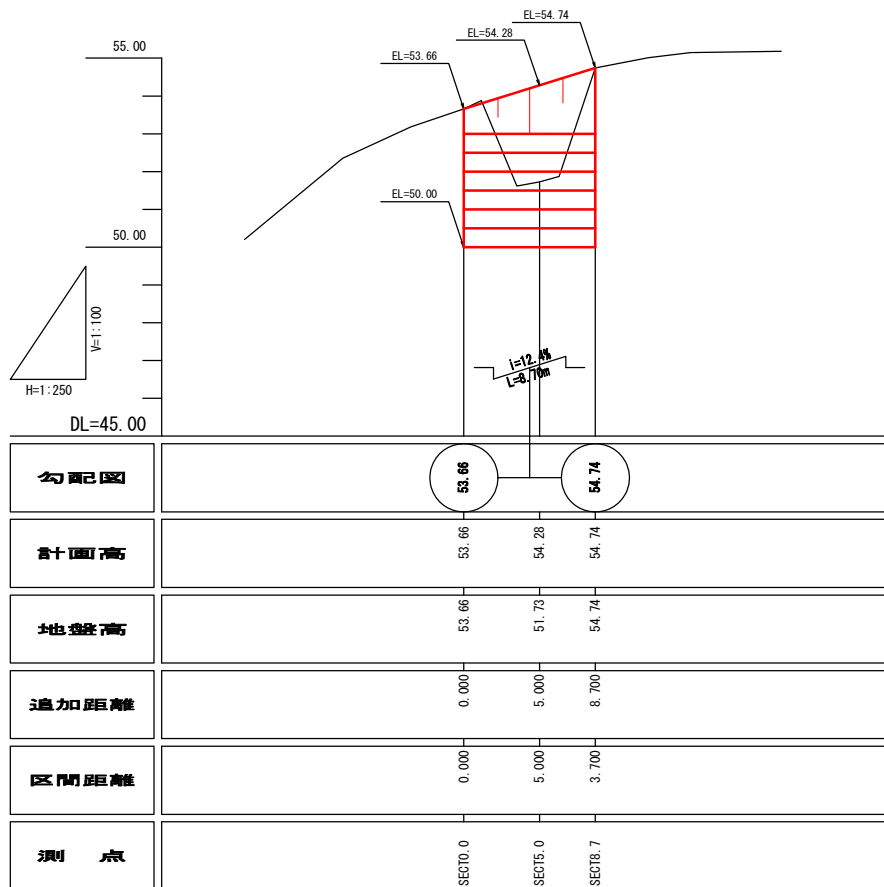 EL=54.74
EL=54.28
EL=53.66
55.00
EL=50.00
50.00
V=1:100
H=1:250
i=12.4%
L=8.70m
DL=45.00
勾配図 53.66 54.74
計画高 53.66 54.28 54.74
地盤高 53.66 51.73 54.74
追加距離 0.000 5.000 8.700
区間距離 0.000 5.000 3.700
測 点 SECT0.0 SECT5.0 SECT8.7